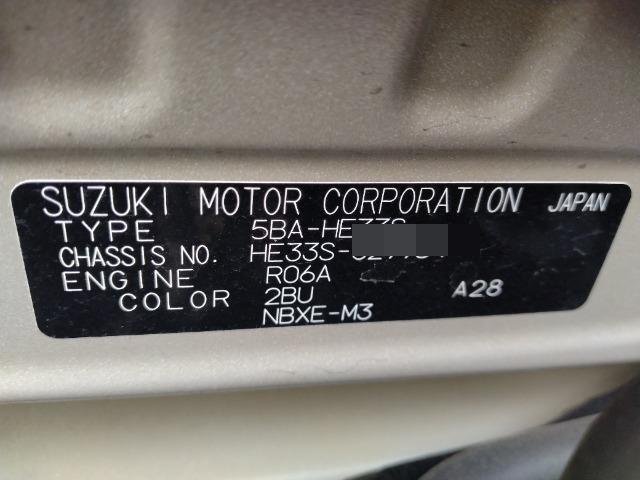 SUZUKI MOTOR CORPORATION JAPAN
TYPE 5BA-HE33S
CHASSIS NO. HE33S-
ENGINE R06A
COLOR 2BU A28
NBXE-M3